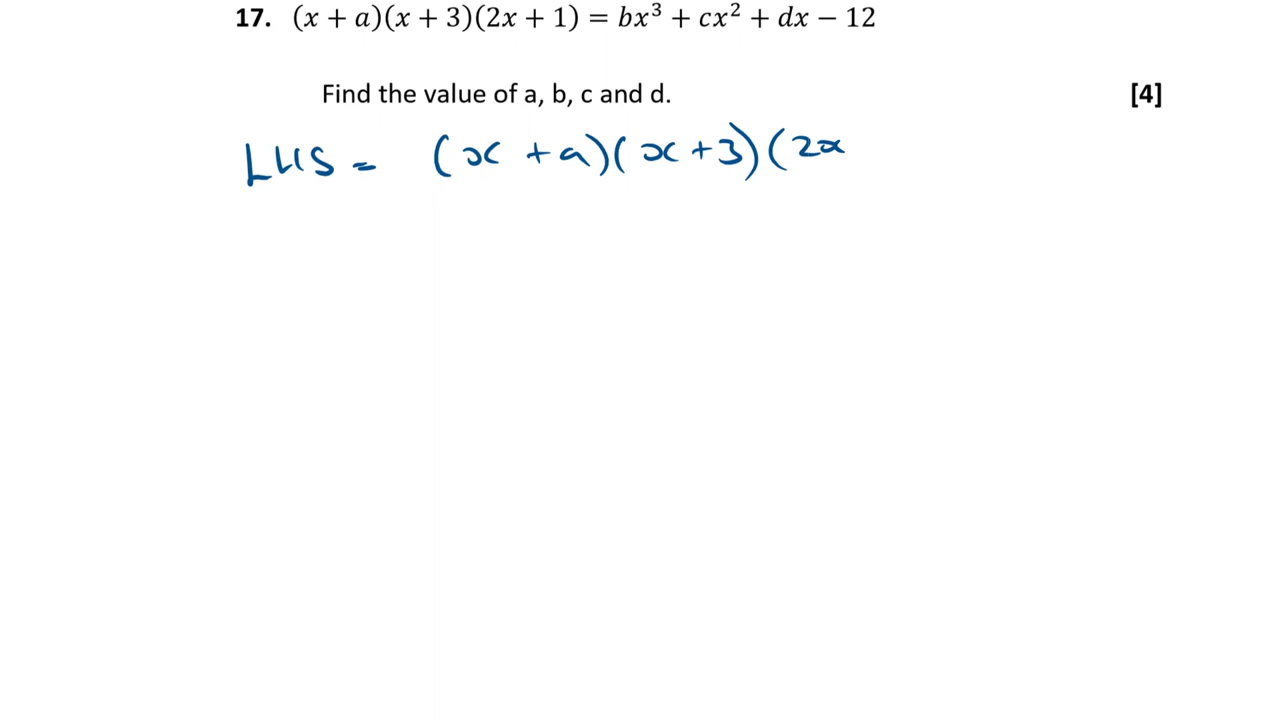 17. (x + a)(x + 3)(2x + 1) = bx³ + cx² + dx − 12
Find the value of a, b, c and d. [4]
LHS = (x + a)(x + 3)(2x